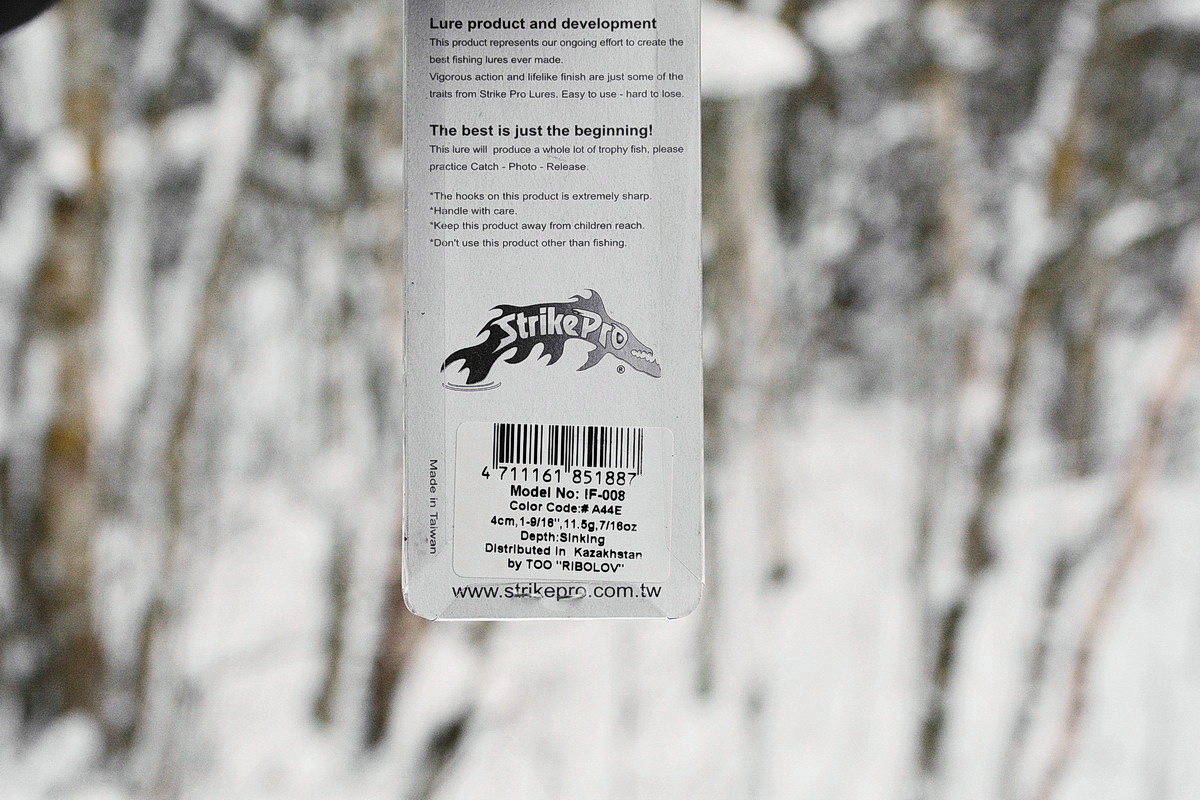 Lure product and development
This product represents our ongoing effort to create the
best fishing lures ever made.
Vigorous action and lifelike finish are just some of the
traits from Strike Pro Lures. Easy to use - hard to lose.
The best is just the beginning!
This lure will produce a whole lot of trophy fish, please
practice Catch - Photo - Release.
*The hooks on this product is extremely sharp.
*Handle with care.
*Keep this product away from children reach.
*Don't use this product other than fishing.
StrikePro
®
4 711161 851887
Model No: IF-008
Color Code:# A44E
4cm,1-9/16",11.5g,7/16oz
Depth:Sinking
Distributed in Kazakhstan
by TOO "RIBOLOV"
Made in Taiwan
www.strikepro.com.tw